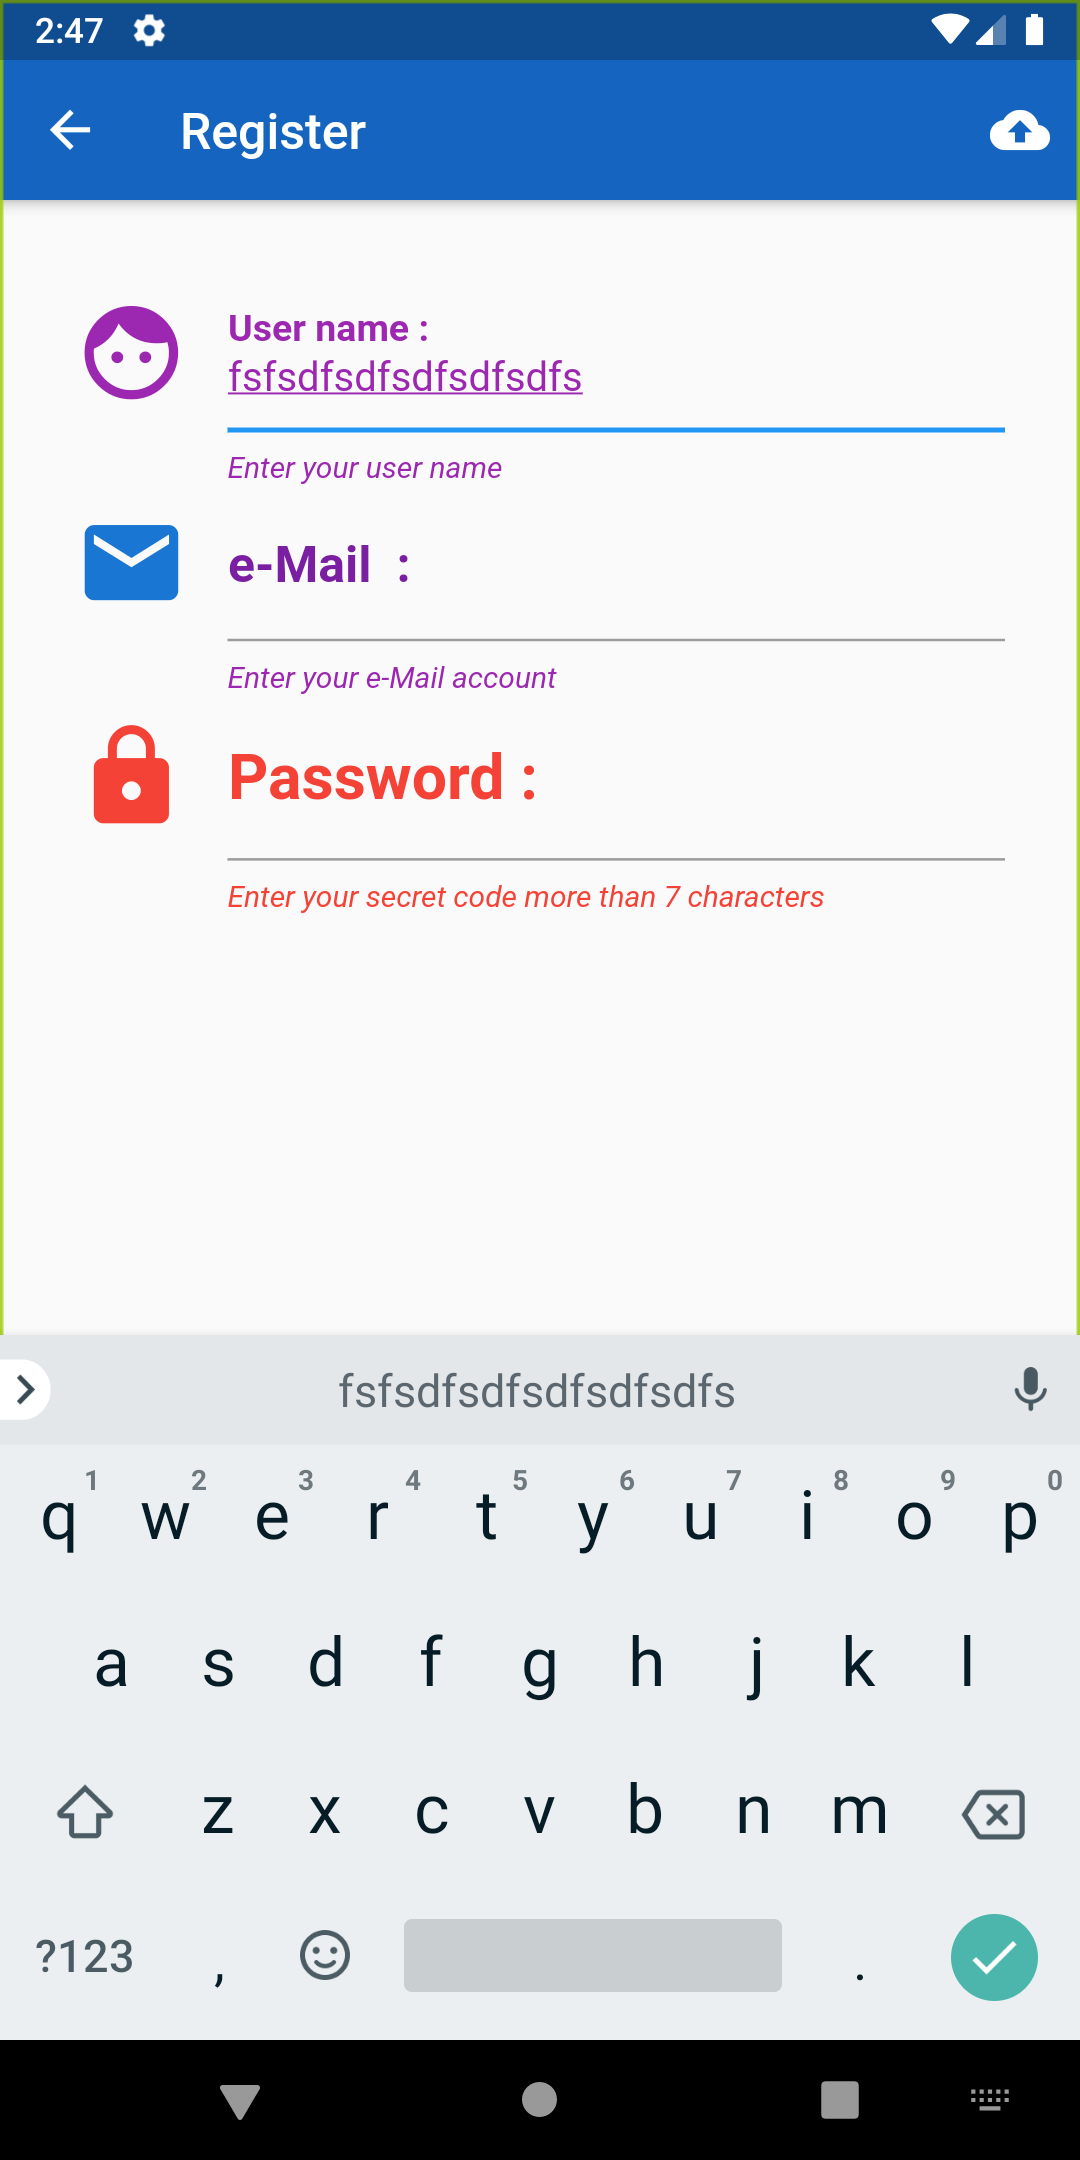 2:47
Register
User name :
fsfsdfsdfsdfsdfsdfs
Enter your user name
e-Mail  :
Enter your e-Mail account
Password :
Enter your secret code more than 7 characters
fsfsdfsdfsdfsdfsdfs
1 2 3 4 5 6 7 8 9 0
q w e r t y u i o p
a s d f g h j k l
z x c v b n m
?123 , .